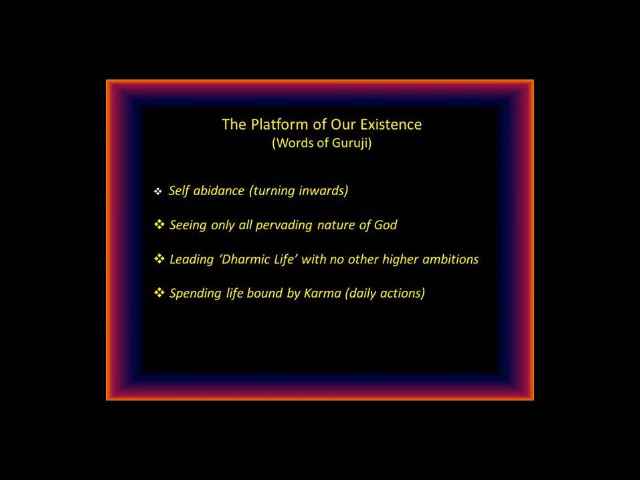 The Platform of Our Existence
(Words of Guruji)
❖ Self abidance (turning inwards)
❖ Seeing only all pervading nature of God
❖ Leading ‘Dharmic Life’ with no other higher ambitions
❖ Spending life bound by Karma (daily actions)